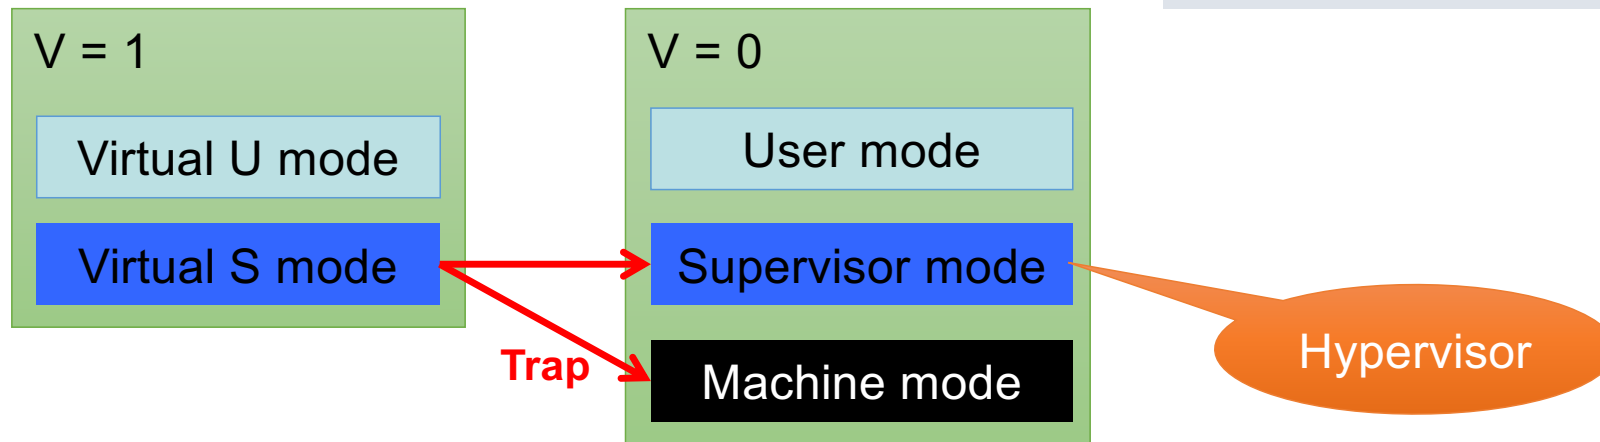 V = 1
Virtual U mode
Virtual S mode
Trap
V = 0
User mode
Supervisor mode
Machine mode
Hypervisor